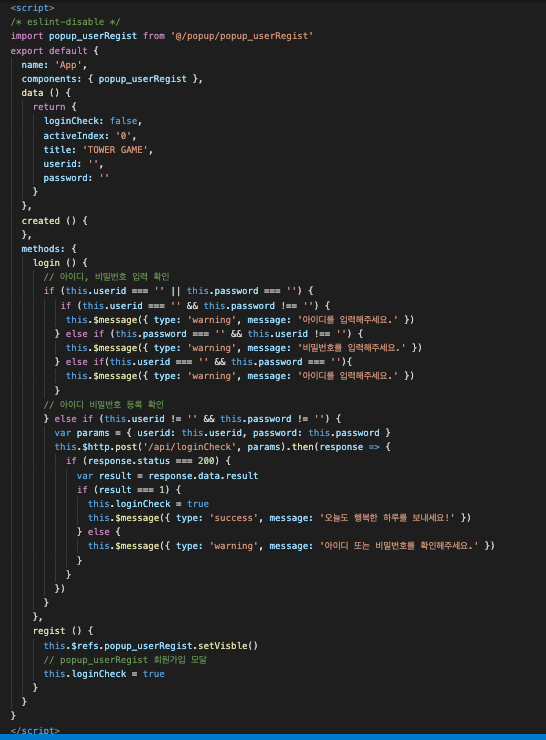 <script>
/* eslint-disable */
import popup_userRegist from '@/popup/popup_userRegist'
export default {
  name: 'App',
  components: { popup_userRegist },
  data () {
    return {
      loginCheck: false,
      activeIndex: '0',
      title: 'TOWER GAME',
      userid: '',
      password: ''
    }
  },
  created () {
  },
  methods: {
    login () {
      // 아이디, 비밀번호 입력 확인
      if (this.userid === '' || this.password === '') {
         if (this.userid === '' && this.password !== '') {
          this.$message({ type: 'warning', message: '아이디를 입력해주세요.' })
        } else if (this.password === '' && this.userid !== '') {
          this.$message({ type: 'warning', message: '비밀번호를 입력해주세요.' })
        } else if(this.userid === '' && this.password === ''){
          this.$message({ type: 'warning', message: '아이디를 입력해주세요.' })
        }
      // 아이디 비밀번호 등록 확인
      } else if (this.userid != '' && this.password != '') {
        var params = { userid: this.userid, password: this.password }
        this.$http.post('/api/loginCheck', params).then(response => {
          if (response.status === 200) {
            var result = response.data.result
            if (result === 1) {
              this.loginCheck = true
              this.$message({ type: 'success', message: '오늘도 행복한 하루를 보내세요!' })
            } else {
              this.$message({ type: 'warning', message: '아이디 또는 비밀번호를 확인해주세요.' })
            }
          }
        })
      }
    },
    regist () {
      this.$refs.popup_userRegist.setVisble()
      // popup_userRegist 회원가입 모달
      this.loginCheck = true
    }
  }
}
</script>